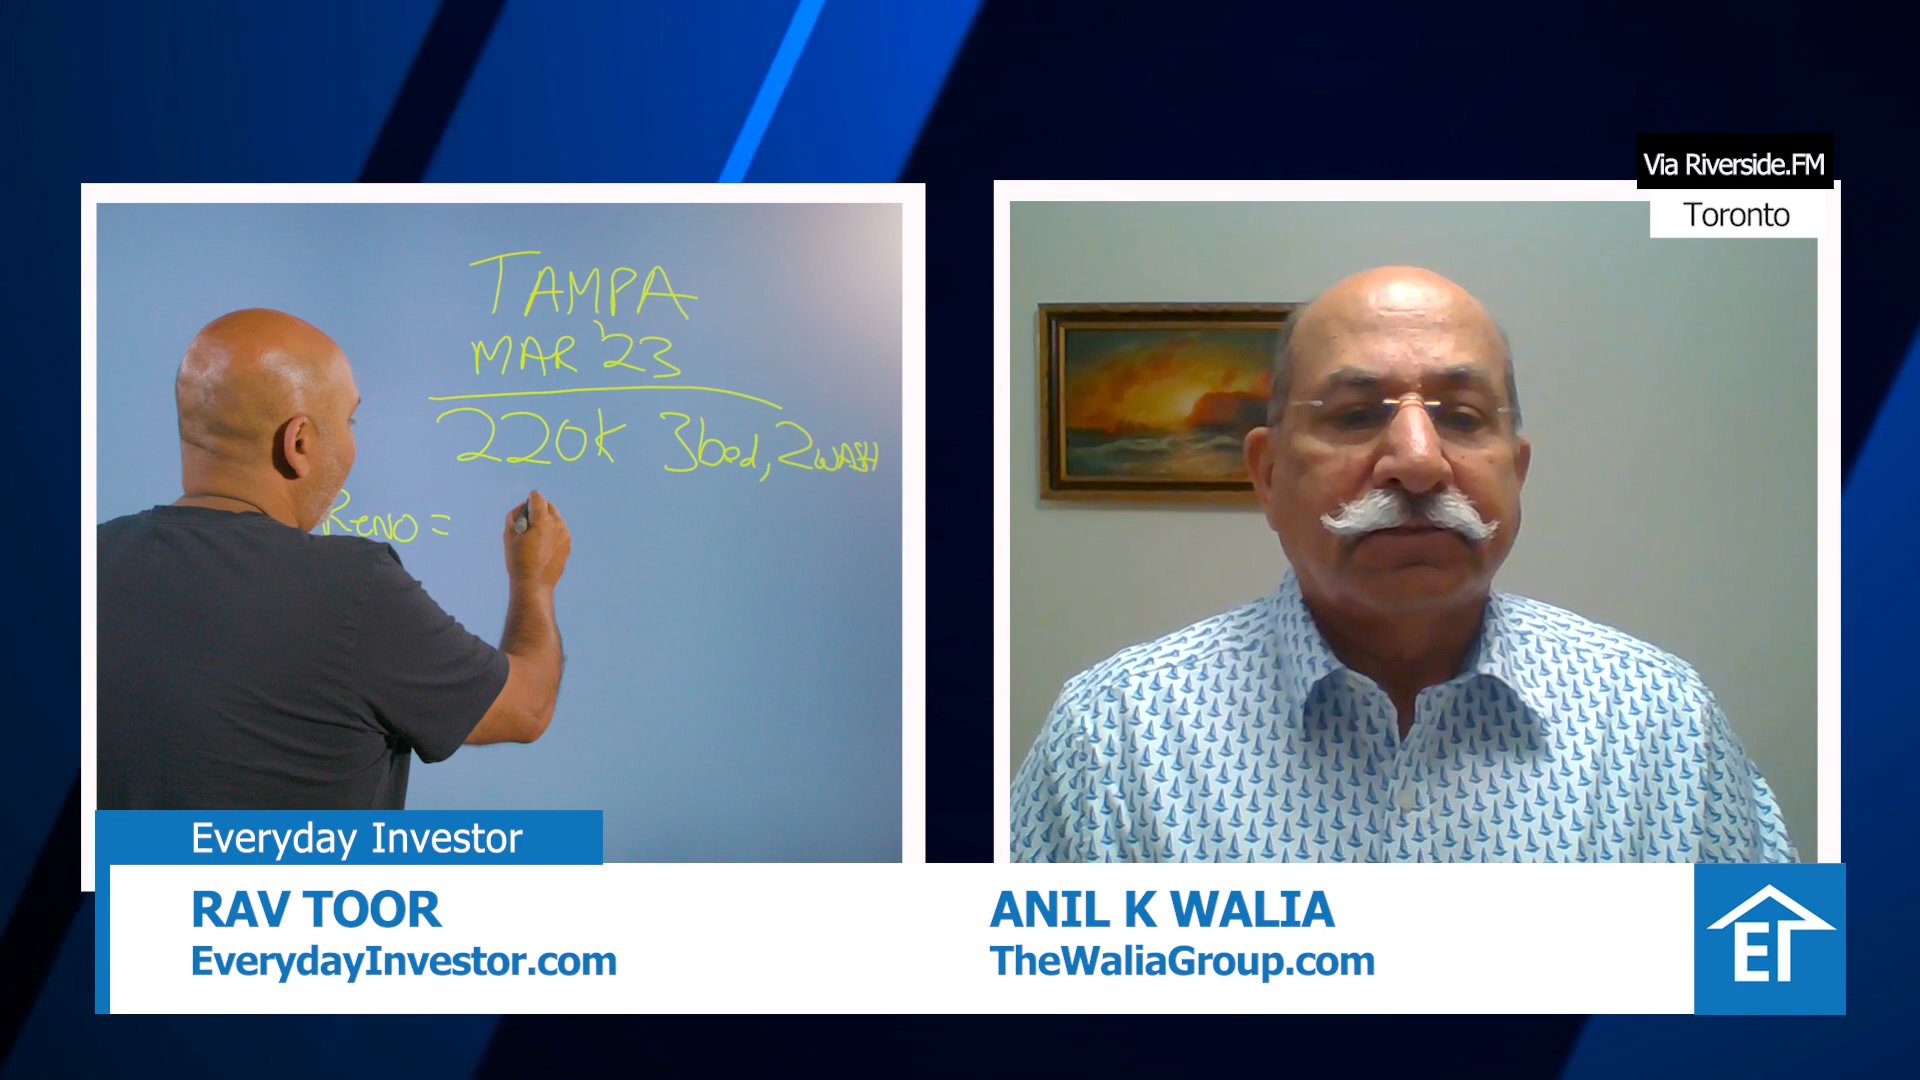 Via Riverside.FM
Toronto
TAMPA
MAR '23
220K 3bed, 2WASH
RENO =
Everyday Investor
RAV TOOR
EverydayInvestor.com
ANIL K WALIA
TheWaliaGroup.com
EI